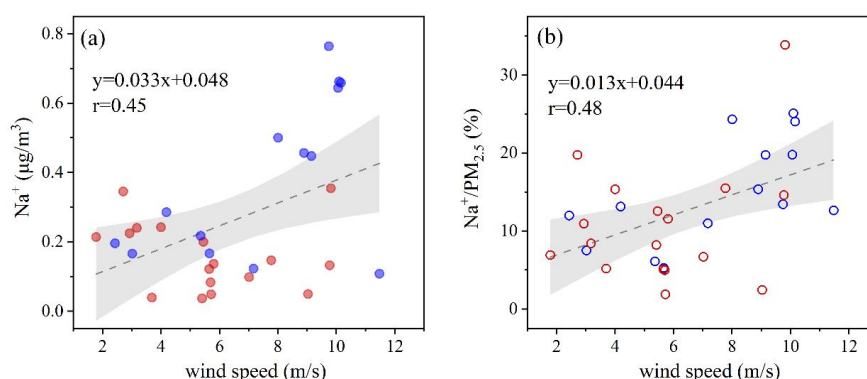 (a)
y=0.033x+0.048
r=0.45
Na⁺ (μg/m³)
0.8
0.6
0.4
0.2
0.0
2 4 6 8 10 12
wind speed (m/s)
(b)
y=0.013x+0.044
r=0.48
Na⁺/PM₂.₅ (%)
30
20
10
0
2 4 6 8 10 12
wind speed (m/s)